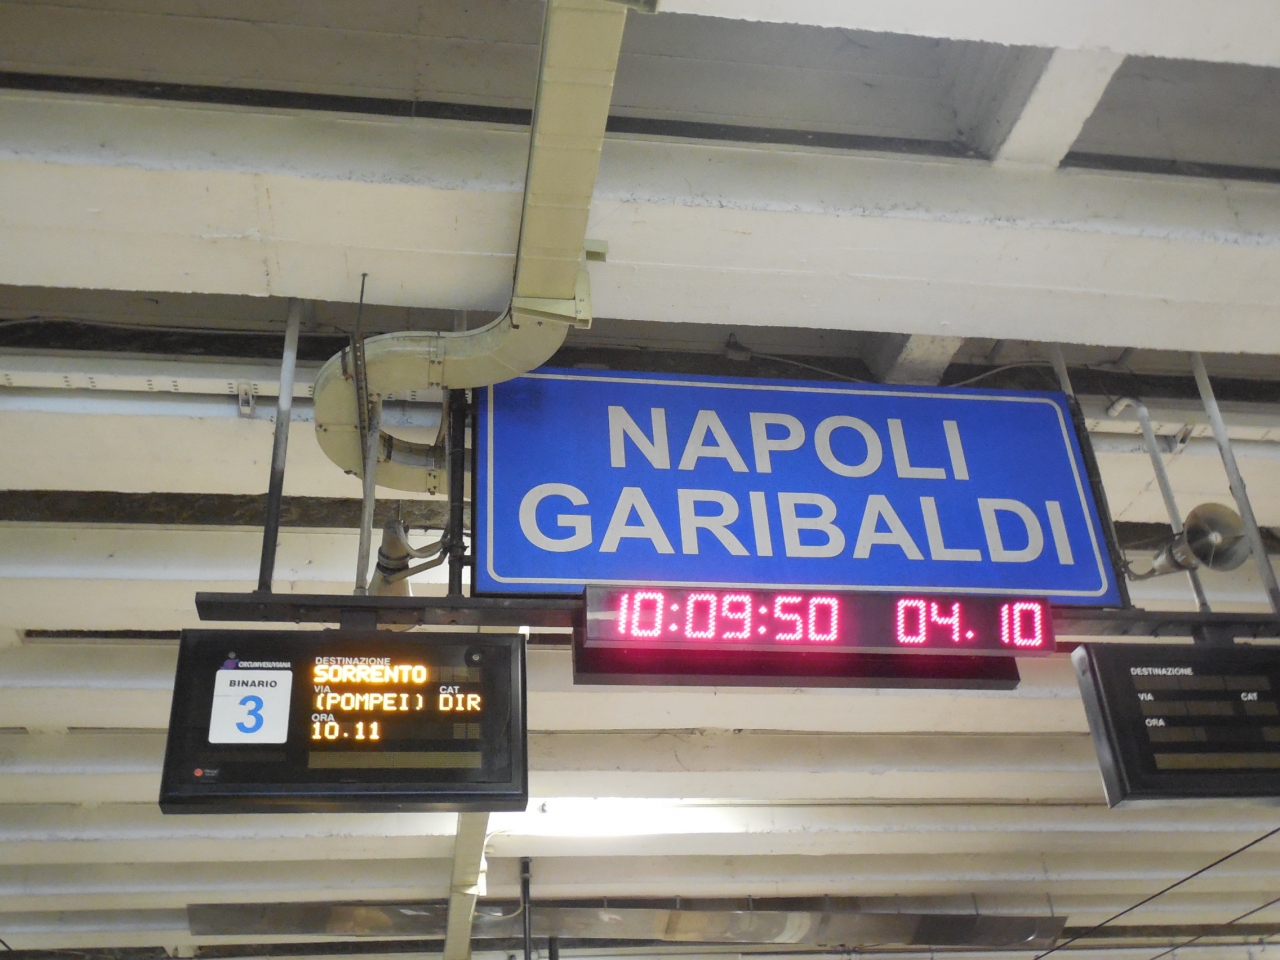 NAPOLI
GARIBALDI
10:09:50 04.10
CIRCUMVESUVIANA
BINARIO
3
DESTINAZIONE
SORRENTO
VIA CAT
(POMPEI) DIR
ORA
10.11
DESTINAZIONE
VIA CAT
ORA